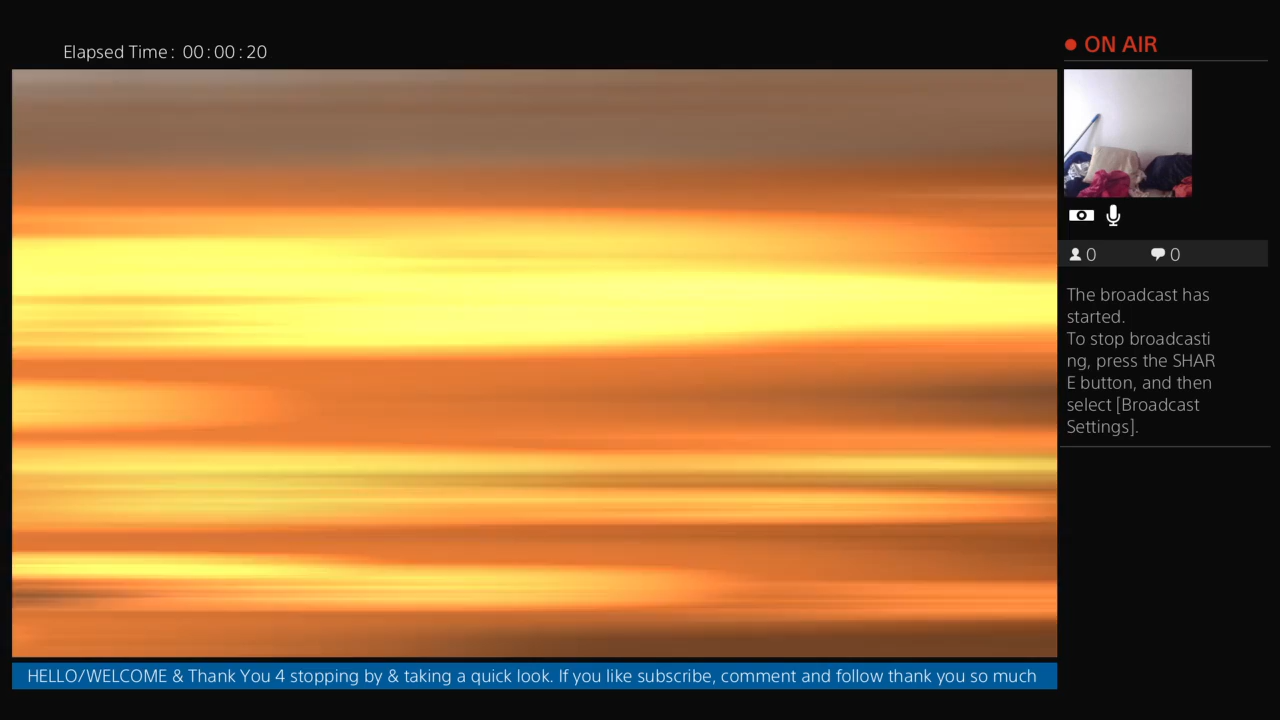 Elapsed Time: 00:00:20
ON AIR
0 0
The broadcast has
started.
To stop broadcasti
ng, press the SHAR
E button, and then
select [Broadcast
Settings].
HELLO/WELCOME & Thank You 4 stopping by & taking a quick look. If you like subscribe, comment and follow thank you so much